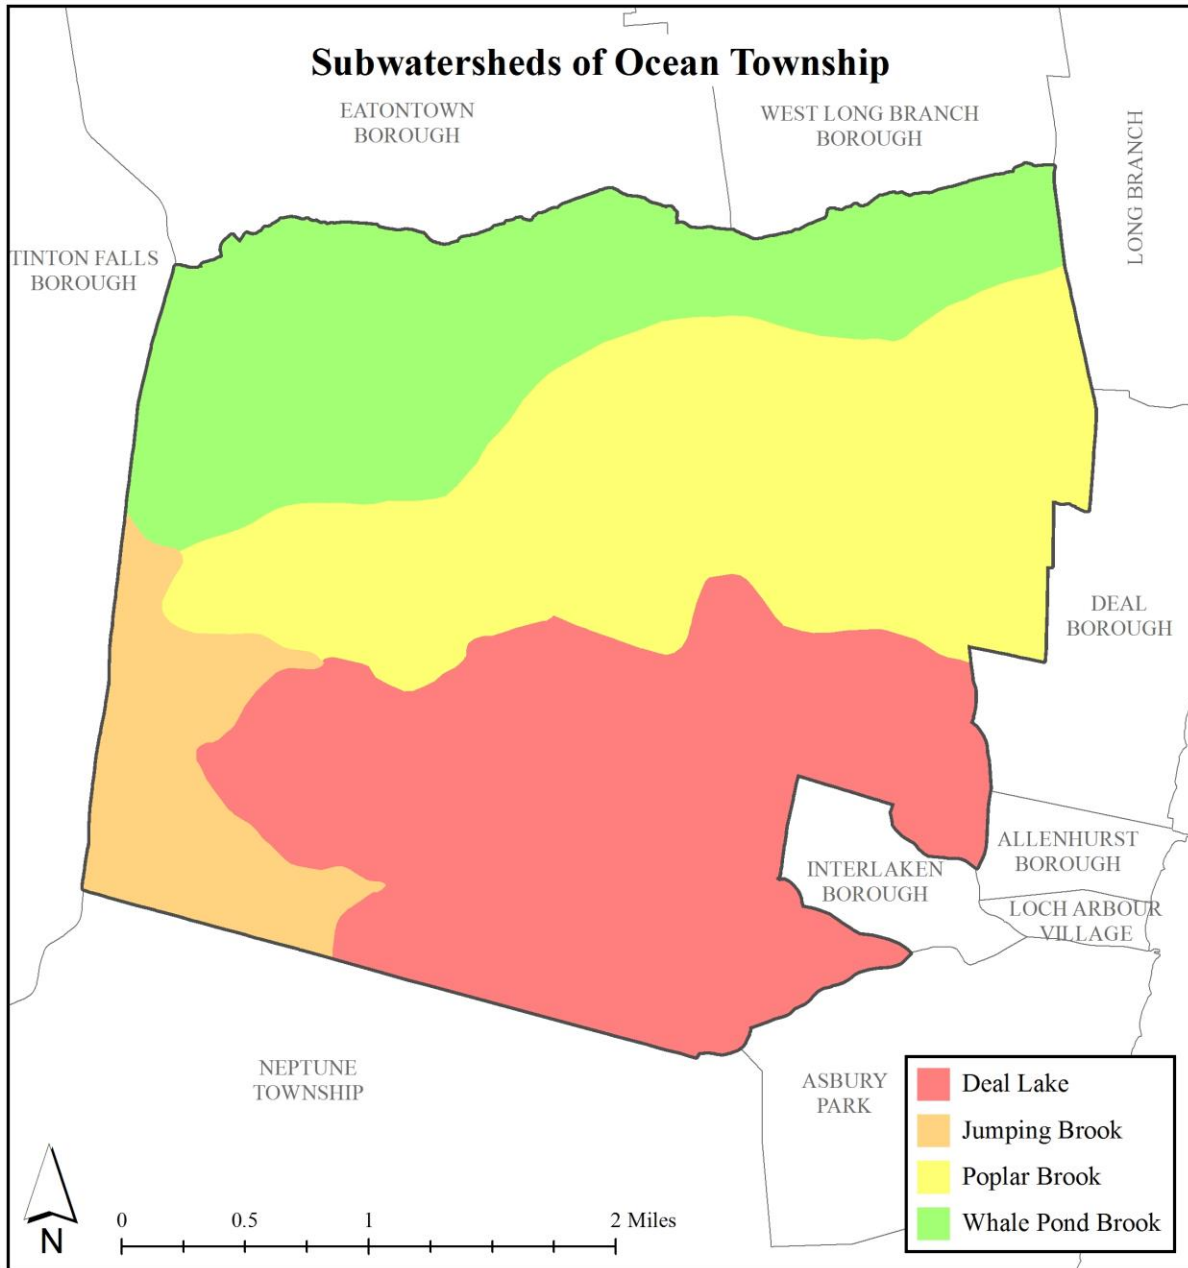 Subwatersheds of Ocean Township
EATONTOWN
BOROUGH
WEST LONG BRANCH
BOROUGH
LONG BRANCH
TINTON FALLS
BOROUGH
DEAL
BOROUGH
ALLENHURST
BOROUGH
INTERLAKEN
BOROUGH
LOCH ARBOUR
VILLAGE
NEPTUNE
TOWNSHIP
ASBURY
PARK
Deal Lake
Jumping Brook
Poplar Brook
Whale Pond Brook
N
0 0.5 1 2 Miles